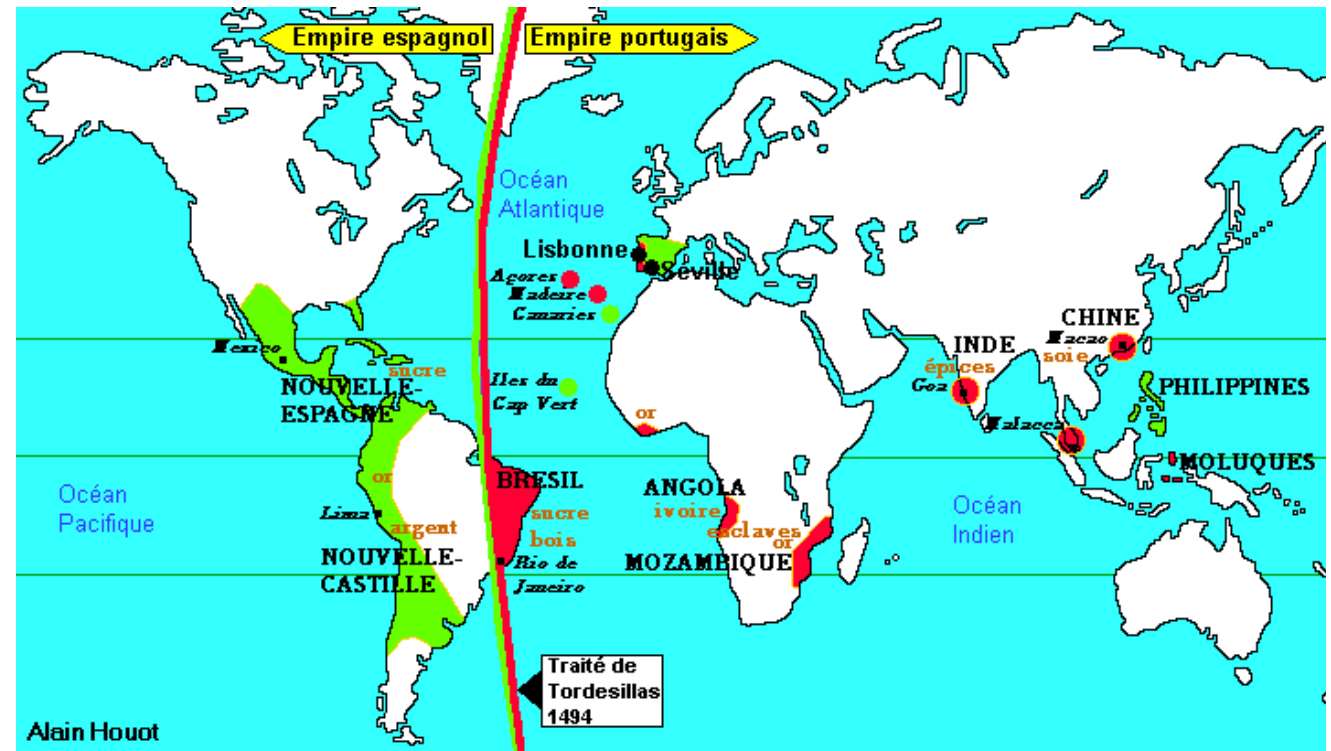 Empire espagnol
Empire portugais
Océan
Atlantique
Lisbonne
Séville
Açores
Madeire
Canaries
CHINE
Macao
INDE
soie
épices
Goa
Mexico
sucre
NOUVELLE-
ESPAGNE
Iles du
Cap Vert
PHILIPPINES
or
Malacca
MOLUQUES
BRESIL
ANGOLA
ivoire
or
Océan
Pacifique
Lima
argent
sucre
bois
esclaves
or
Océan
Indien
NOUVELLE-
CASTILLE
Rio de
Janeiro
MOZAMBIQUE
Traité de
Tordesillas
1494
Alain Houot